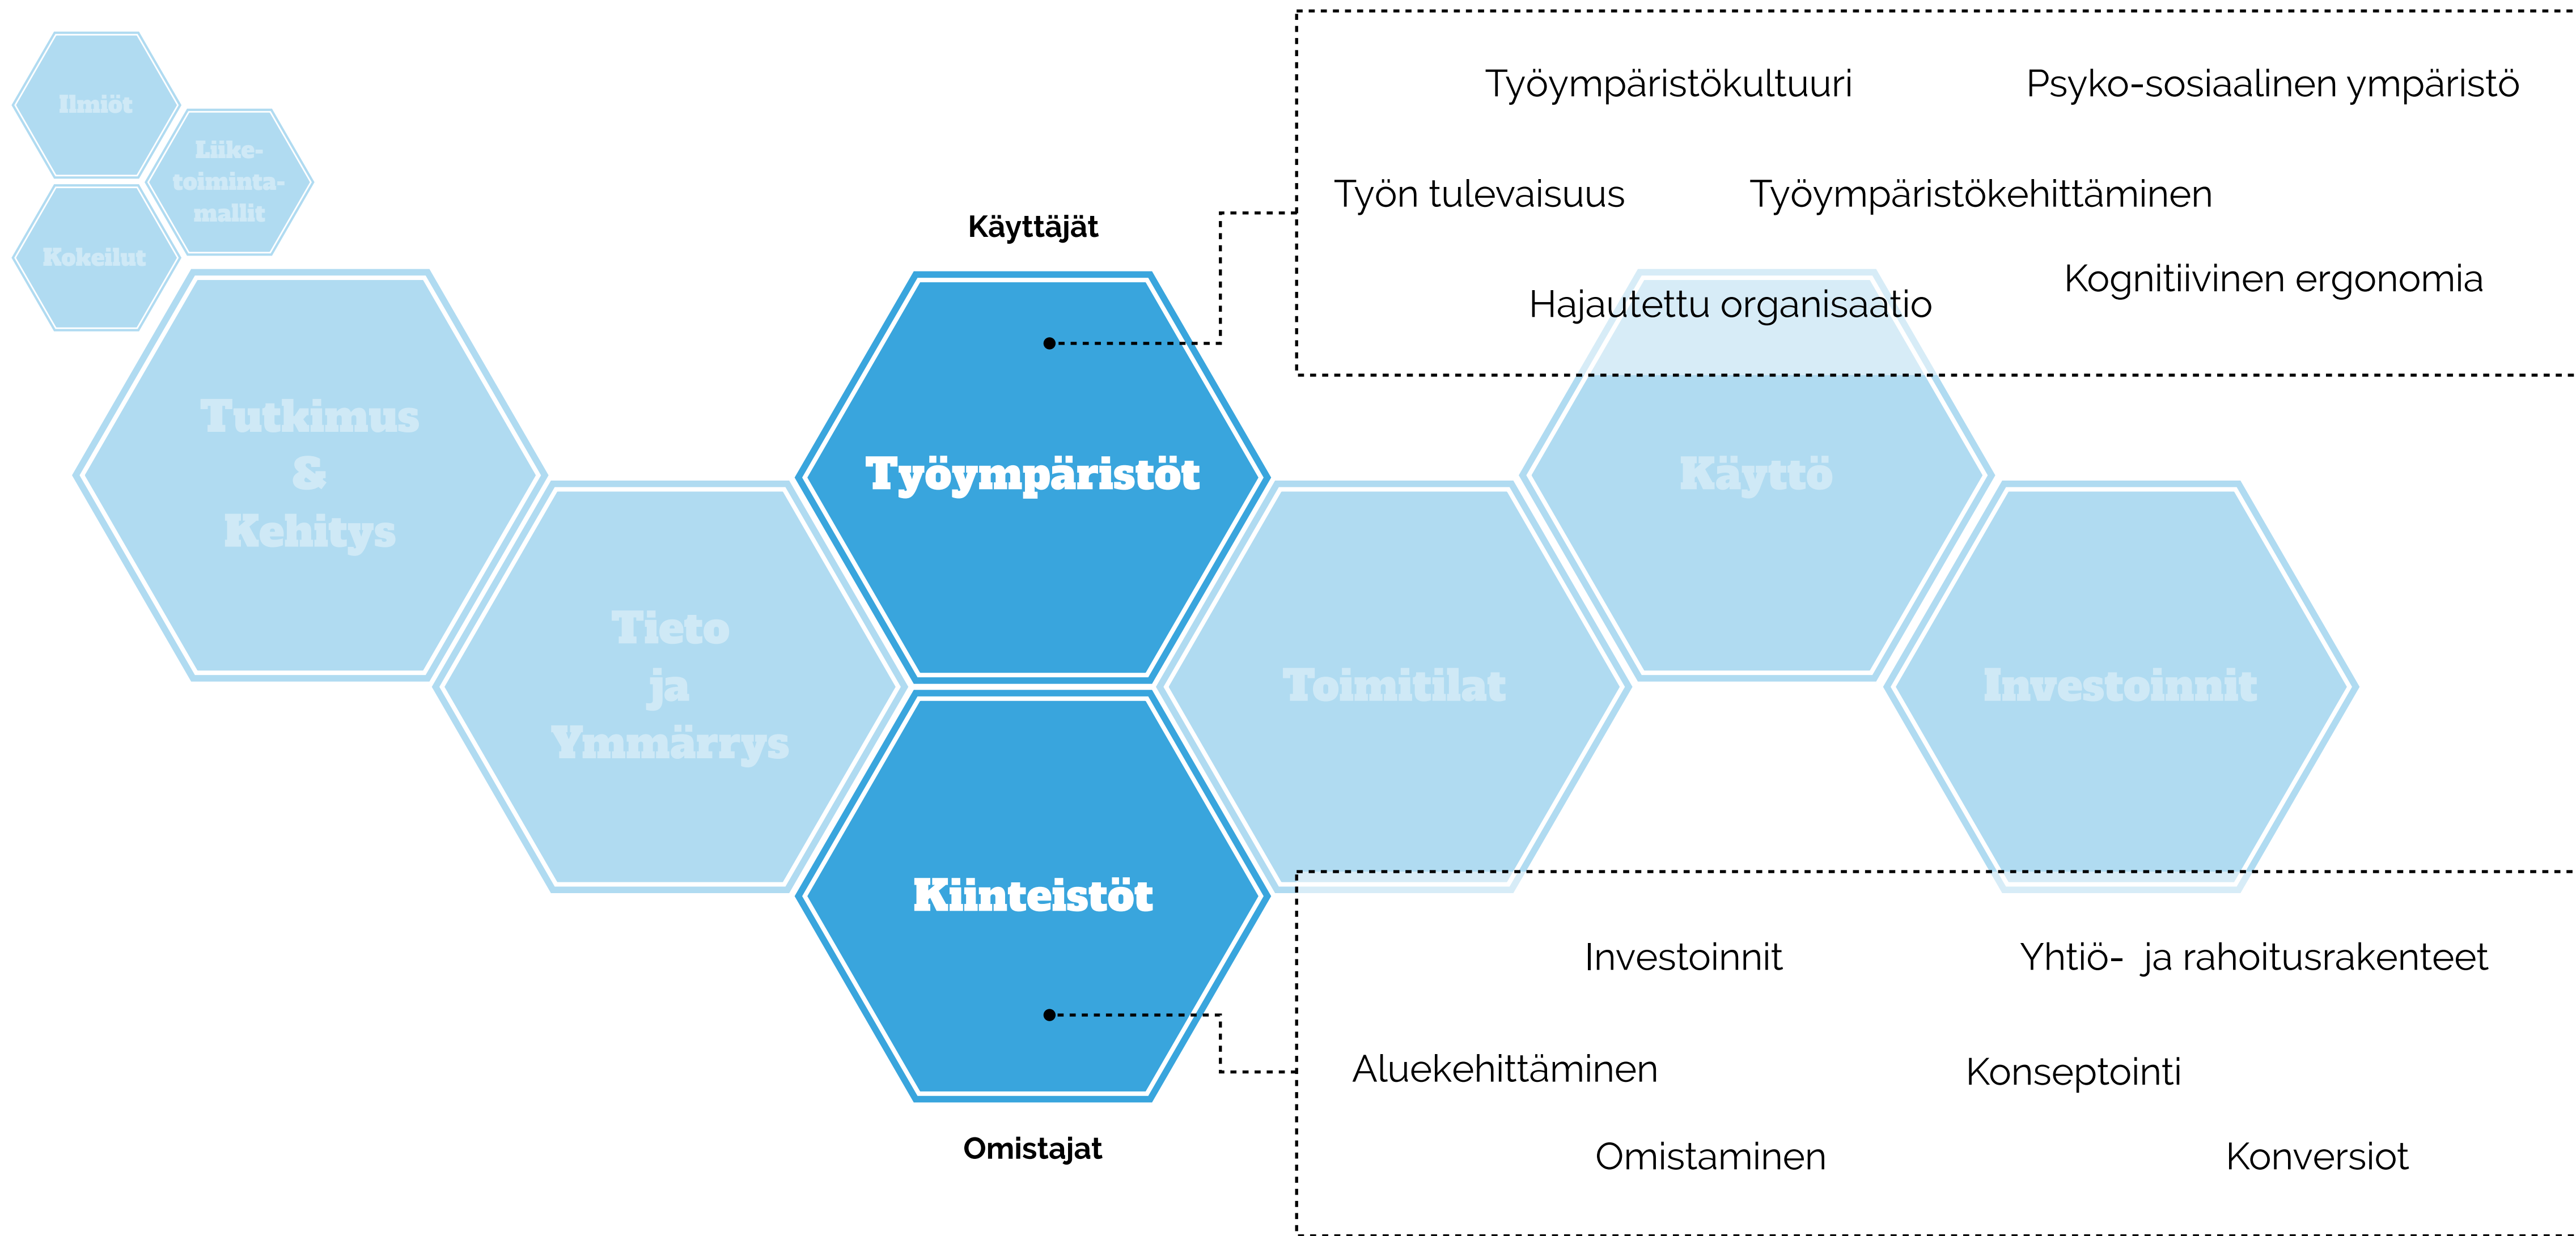 Ilmiöt
Liike-
toiminta-
mallit
Kokeilut
Tutkimus
&
Kehitys
Tieto
ja
Ymmärrys
Käyttäjät
Työympäristöt
Kiinteistöt
Omistajat
Toimitilat
Käyttö
Investoinnit
Työympäristökultuuri
Psyko-sosiaalinen ympäristö
Työn tulevaisuus
Työympäristökehittäminen
Hajautettu organisaatio
Kognitiivinen ergonomia
Investoinnit
Yhtiö- ja rahoitusrakenteet
Aluekehittäminen
Konseptointi
Omistaminen
Konversiot